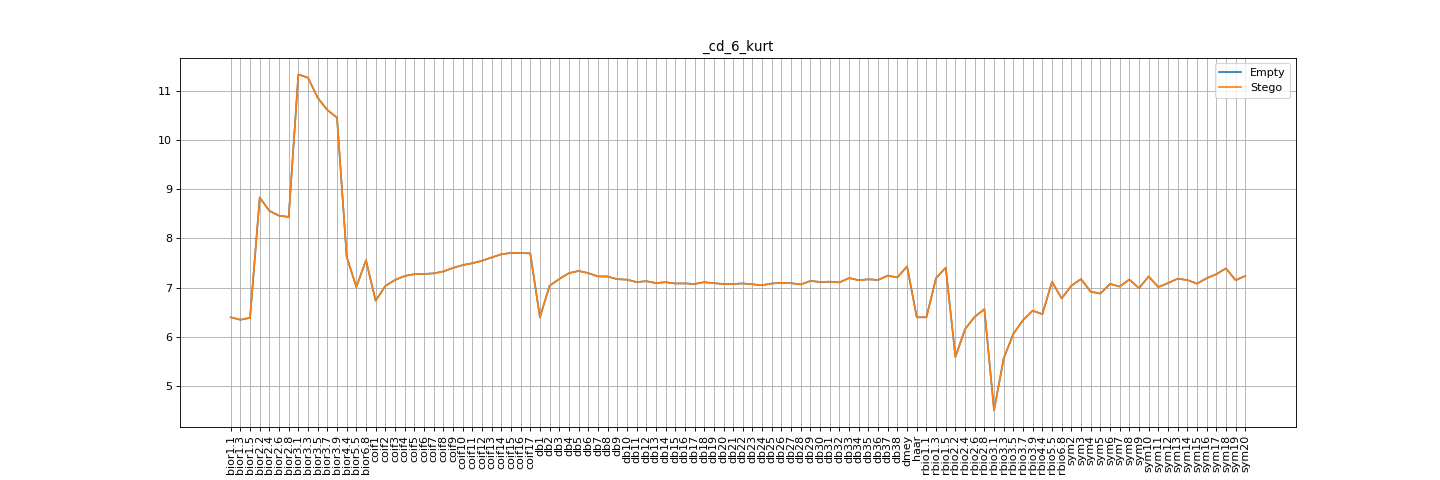 _cd_6_kurt
Empty
Stego
11
10
9
8
7
6
5
bior1.1
bior1.3
bior1.5
bior2.2
bior2.4
bior2.6
bior2.8
bior3.1
bior3.3
bior3.5
bior3.7
bior3.9
bior4.4
bior5.5
bior6.8
coif1
coif2
coif3
coif4
coif5
coif6
coif7
coif8
coif9
coif10
coif11
coif12
coif13
coif14
coif15
coif16
coif17
db1
db2
db3
db4
db5
db6
db7
db8
db9
db10
db11
db12
db13
db14
db15
db16
db17
db18
db19
db20
db21
db22
db23
db24
db25
db26
db27
db28
db29
db30
db31
db32
db33
db34
db35
db36
db37
db38
dmey
haar
rbio1.1
rbio1.3
rbio1.5
rbio2.2
rbio2.4
rbio2.6
rbio2.8
rbio3.1
rbio3.3
rbio3.5
rbio3.7
rbio3.9
rbio4.4
rbio5.5
rbio6.8
sym2
sym3
sym4
sym5
sym6
sym7
sym8
sym9
sym10
sym11
sym12
sym13
sym14
sym15
sym16
sym17
sym18
sym19
sym20